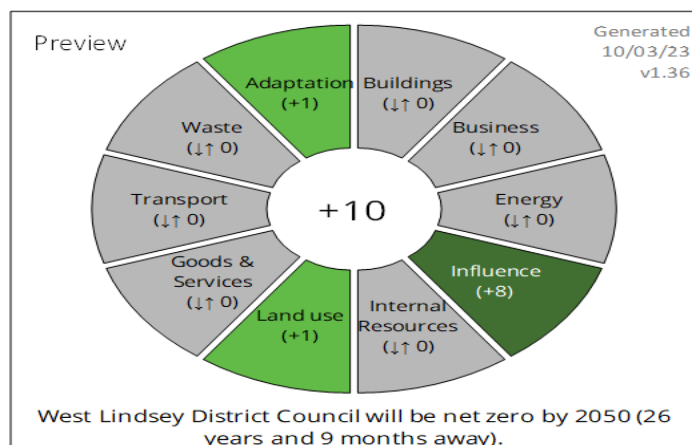 Preview
Generated
10/03/23
v1.36
Adaptation
(+1)
Buildings
(↓↑ 0)
Business
(↓↑ 0)
Energy
(↓↑ 0)
Influence
(+8)
Internal
Resources
(↓↑ 0)
Land use
(+1)
Goods &
Services
(↓↑ 0)
Transport
(↓↑ 0)
Waste
(↓↑ 0)
+10
West Lindsey District Council will be net zero by 2050 (26
years and 9 months away).